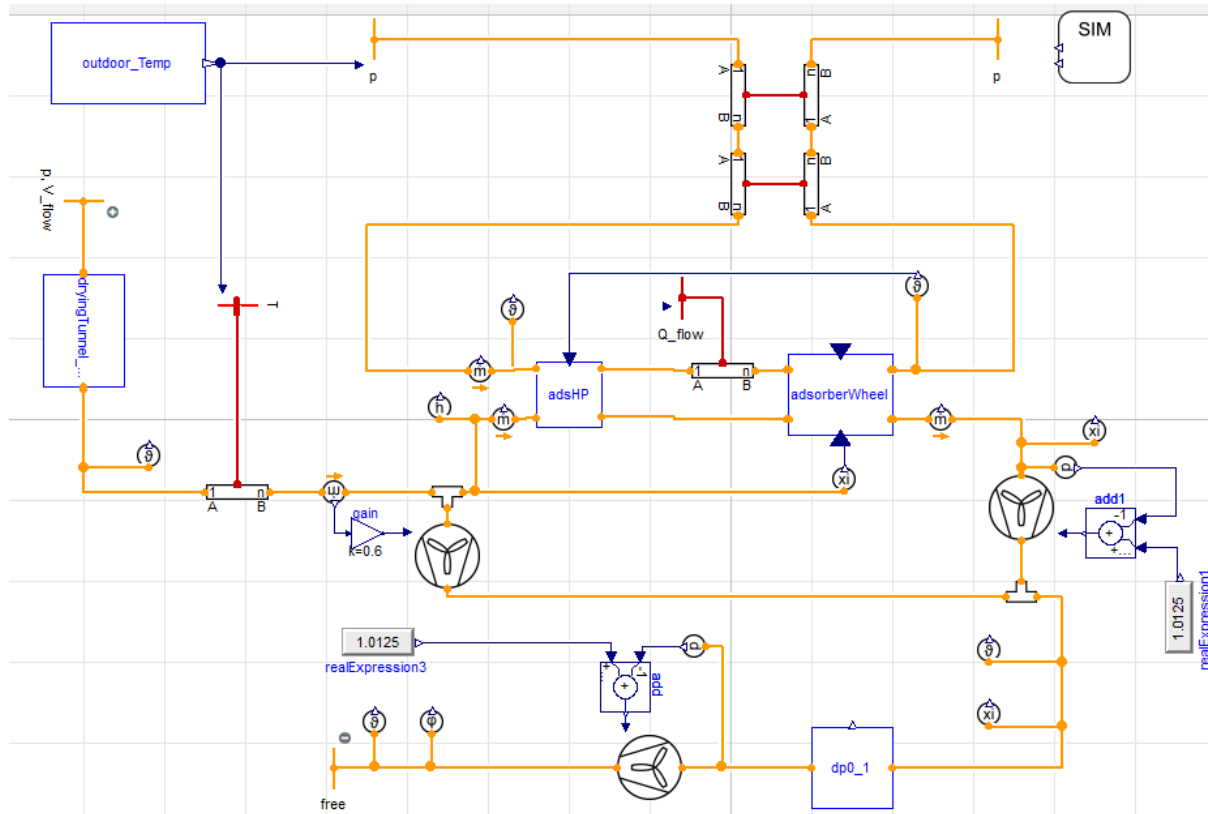 SIM
outdoor_Temp
p
p
A
1
n
B
B
n
1
A
A
1
n
B
B
n
1
A
p, V_flow
dryingTunnel_...
T
ϑ
ϑ
Q_flow
m
adsHP
1
n
A
B
adsorberWheel
h
m
m
xi
ϑ
p
1
n
A
B
m
xi
add1
-1
+
+...
gain
k=0.6
1.0125
realExpression1
1.0125
realExpression3
p
+
...
-1
+
add
ϑ
xi
ϑ
φ
dp0_1
free